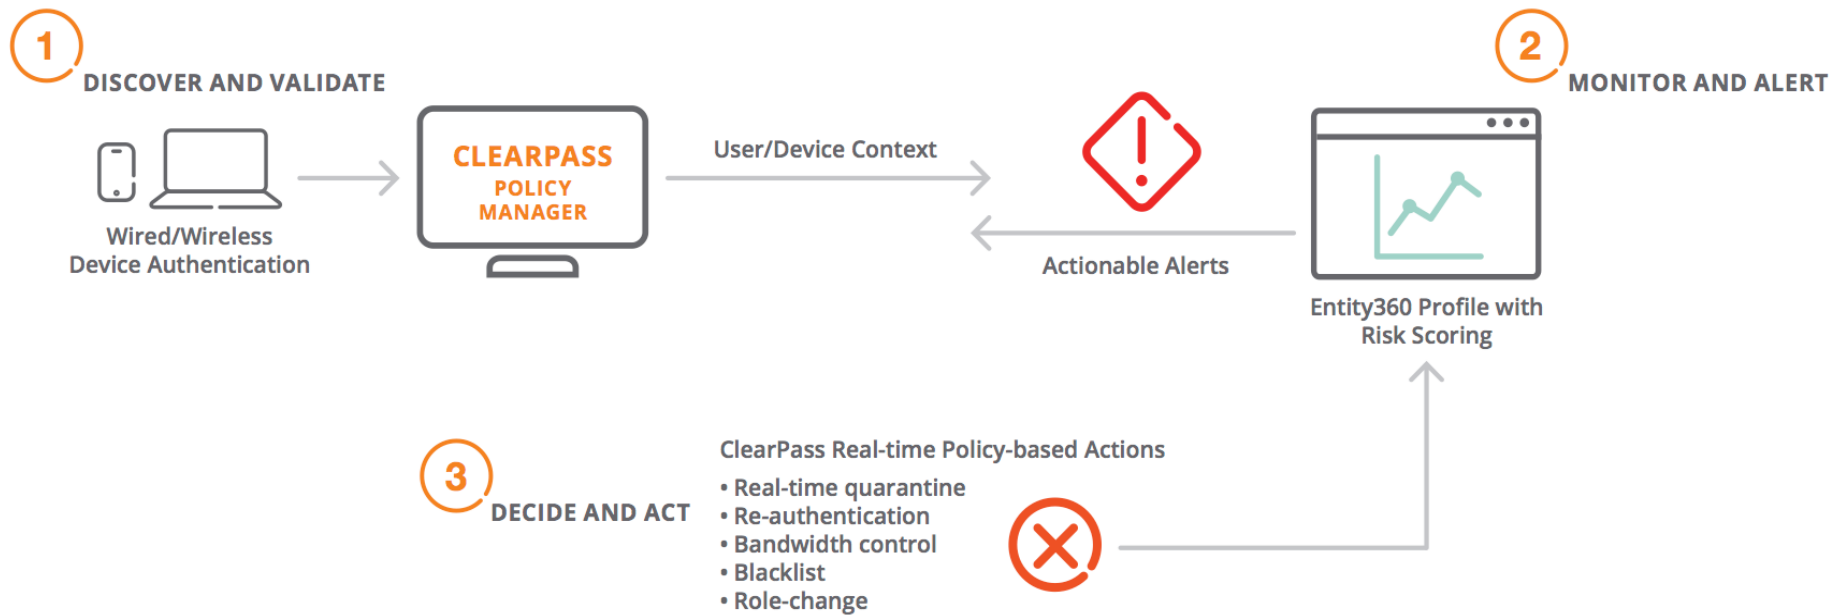 1
DISCOVER AND VALIDATE
Wired/Wireless
Device Authentication
CLEARPASS
POLICY
MANAGER
User/Device Context
Actionable Alerts
2
MONITOR AND ALERT
Entity360 Profile with
Risk Scoring
3
DECIDE AND ACT
ClearPass Real-time Policy-based Actions
• Real-time quarantine
• Re-authentication
• Bandwidth control
• Blacklist
• Role-change